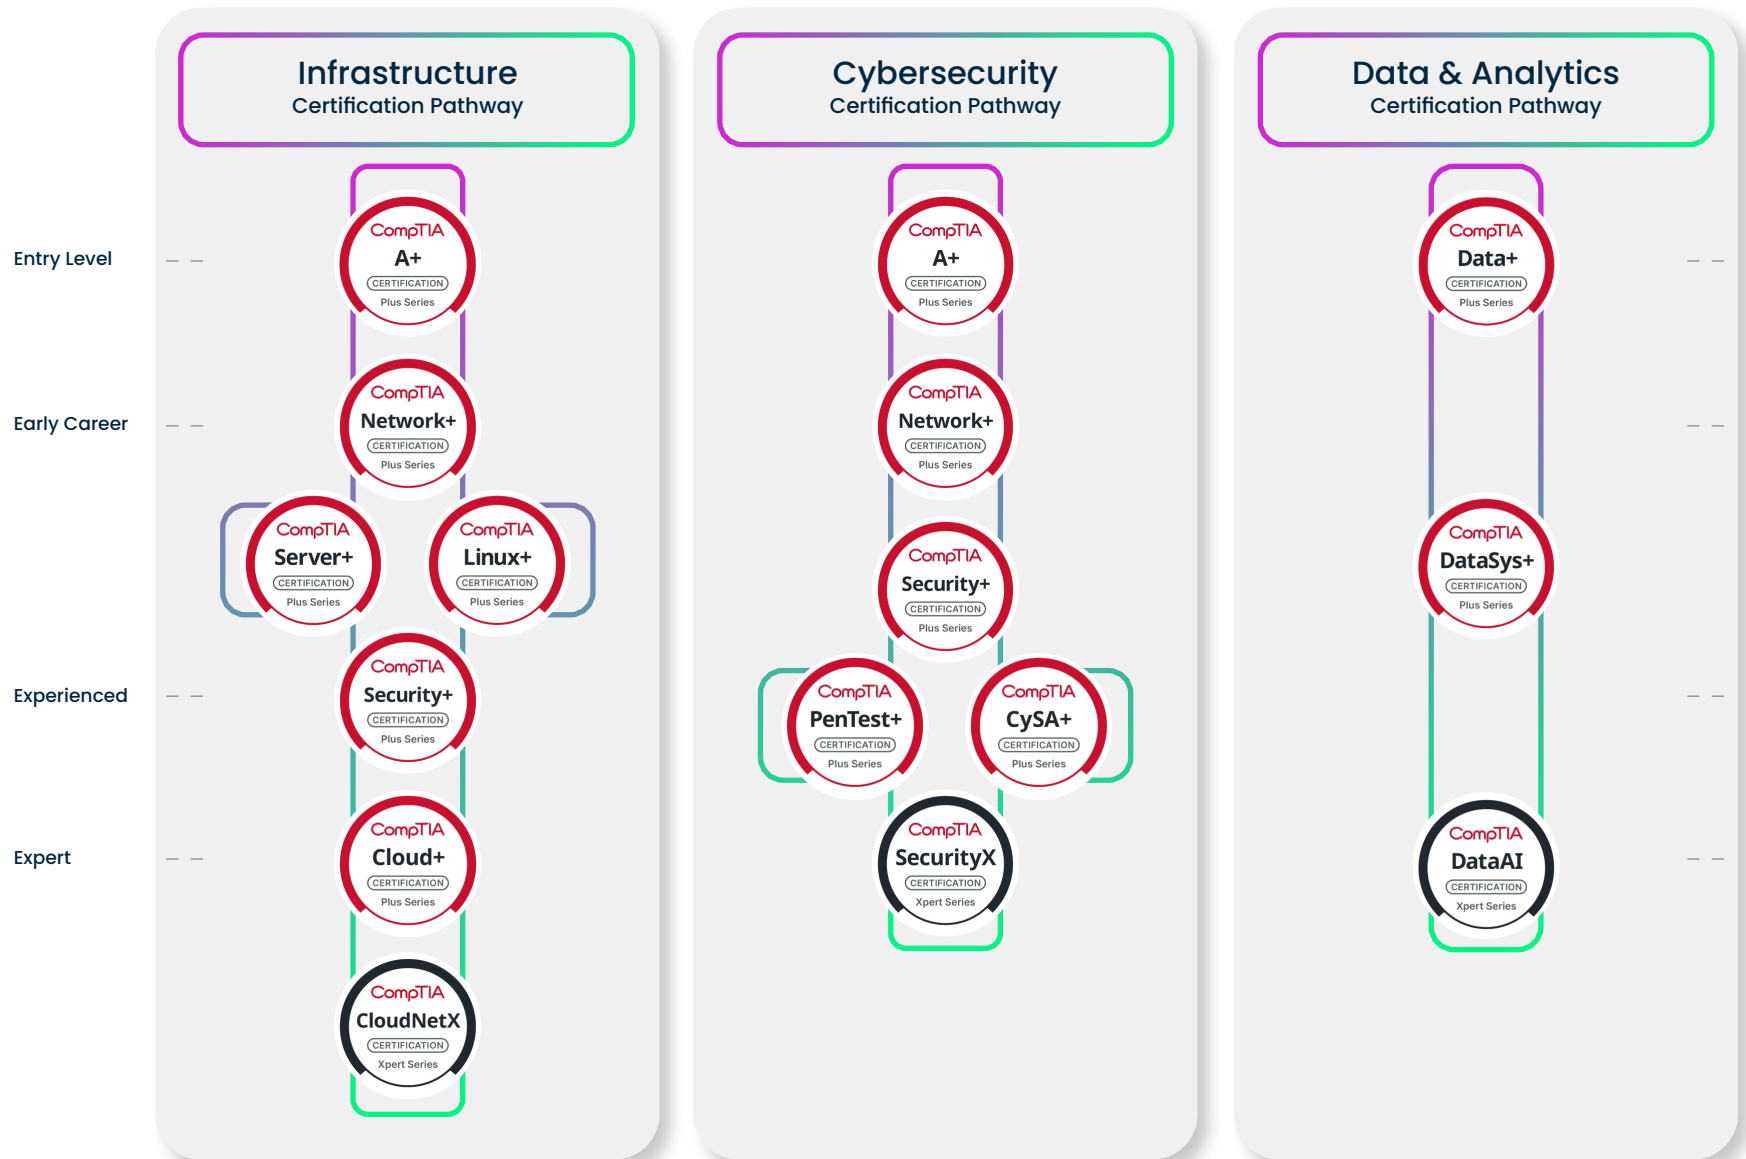 Infrastructure
Certification Pathway
Cybersecurity
Certification Pathway
Data & Analytics
Certification Pathway
Entry Level
Early Career
Experienced
Expert
CompTIA
A+
CERTIFICATION
Plus Series
CompTIA
Network+
CERTIFICATION
Plus Series
CompTIA
Server+
CERTIFICATION
Plus Series
CompTIA
Linux+
CERTIFICATION
Plus Series
CompTIA
Security+
CERTIFICATION
Plus Series
CompTIA
Cloud+
CERTIFICATION
Plus Series
CompTIA
CloudNetX
CERTIFICATION
Xpert Series
CompTIA
A+
CERTIFICATION
Plus Series
CompTIA
Network+
CERTIFICATION
Plus Series
CompTIA
Security+
CERTIFICATION
Plus Series
CompTIA
PenTest+
CERTIFICATION
Plus Series
CompTIA
CySA+
CERTIFICATION
Plus Series
CompTIA
SecurityX
CERTIFICATION
Xpert Series
CompTIA
Data+
CERTIFICATION
Plus Series
CompTIA
DataSys+
CERTIFICATION
Plus Series
CompTIA
DataAI
CERTIFICATION
Xpert Series